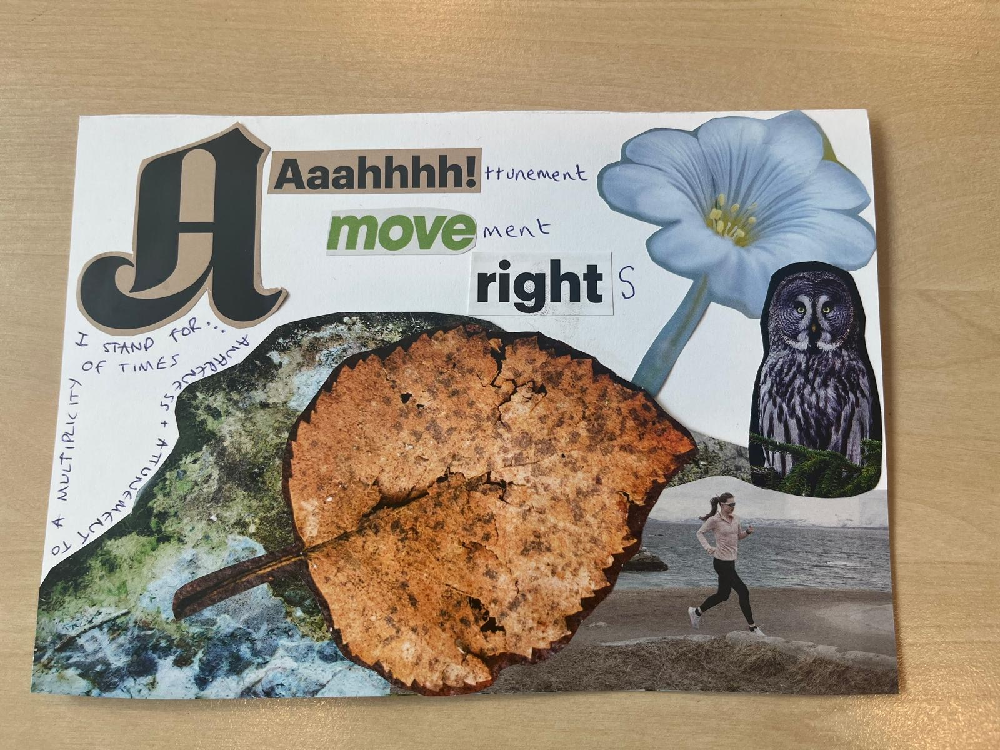 A
Aaahhhh!ttunement
movement
rights
I STAND FOR...
AWARENESS + ATTUNEMENT
TO A MULTIPLICITY
OF TIMES